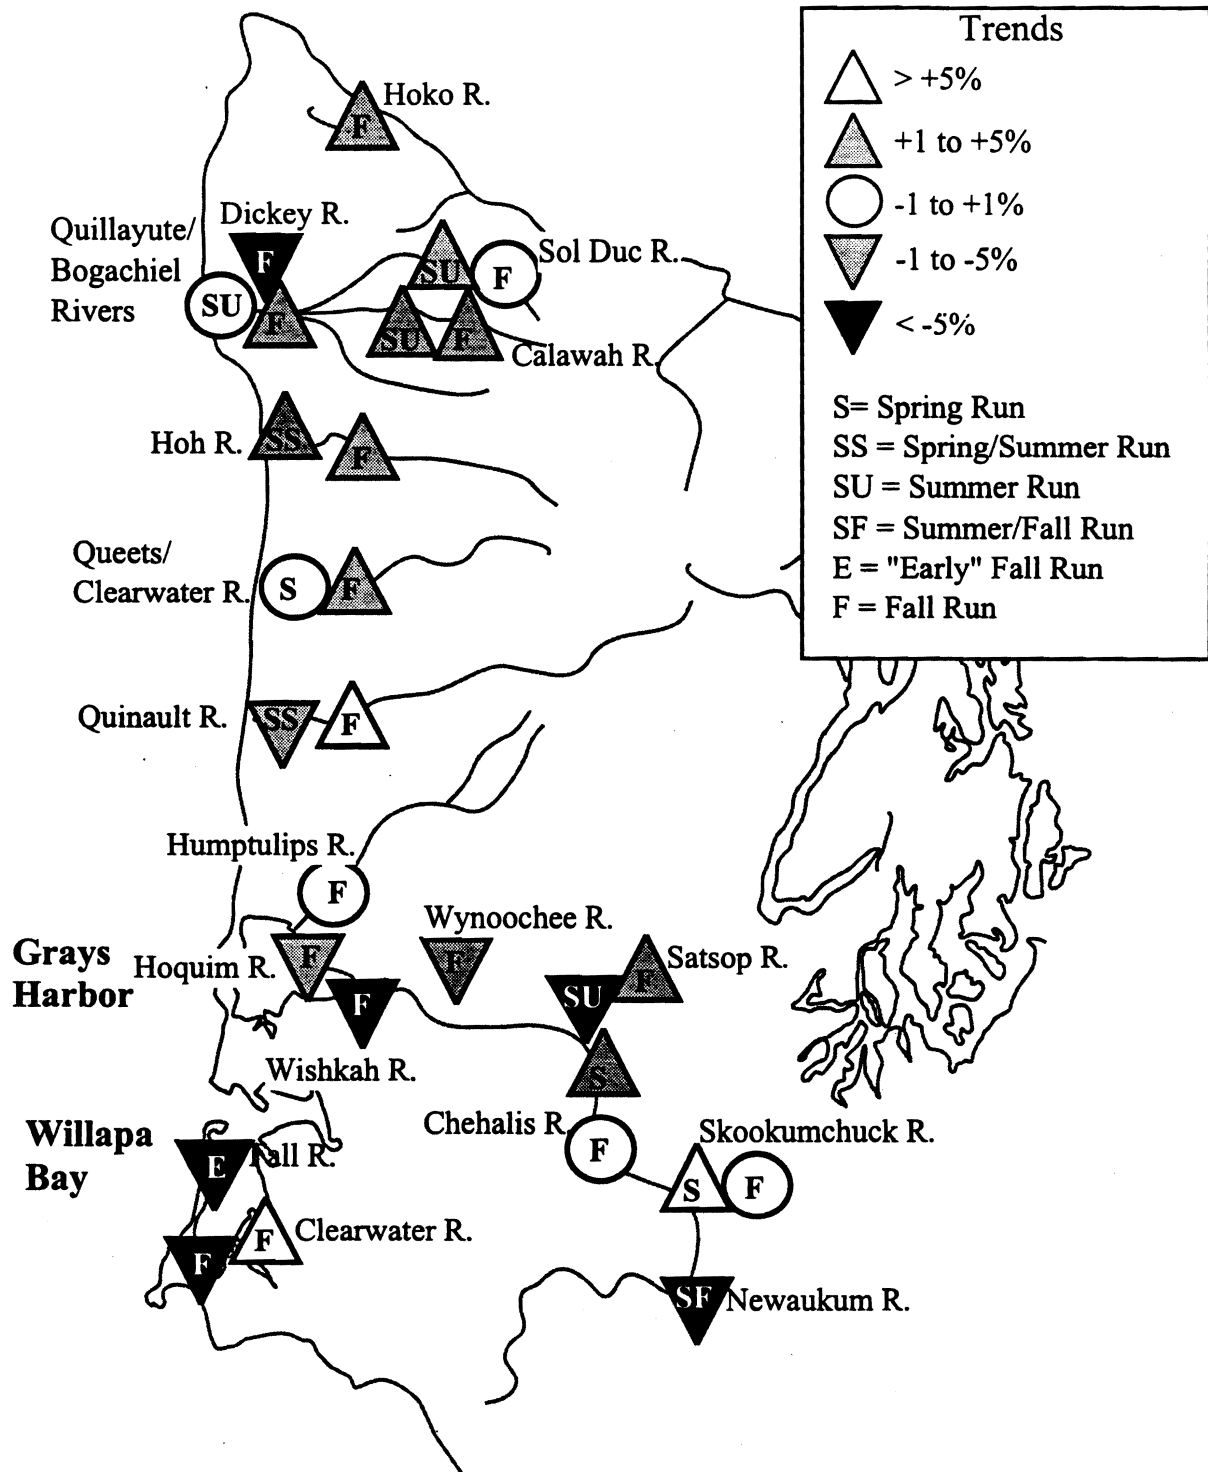 Trends
> +5%
+1 to +5%
-1 to +1%
-1 to -5%
< -5%
S= Spring Run
SS = Spring/Summer Run
SU = Summer Run
SF = Summer/Fall Run
E = "Early" Fall Run
F = Fall Run
Hoko R.
F
Dickey R.
F
Quillayute/
Bogachiel
Rivers
SU
F
SU
F
Sol Duc R.
SU
F
Calawah R.
Hoh R.
SS
F
Queets/
Clearwater R.
S
F
Quinault R.
SS
F
Humptulips R.
F
Grays
Harbor
Hoquim R.
F
Wynoochee R.
F
Satsop R.
SU
F
F
Wishkah R.
S
Chehalis R.
F
Skookumchuck R.
S
F
Willapa
Bay
E
Fall R.
F
Clearwater R.
F
SF
Newaukum R.